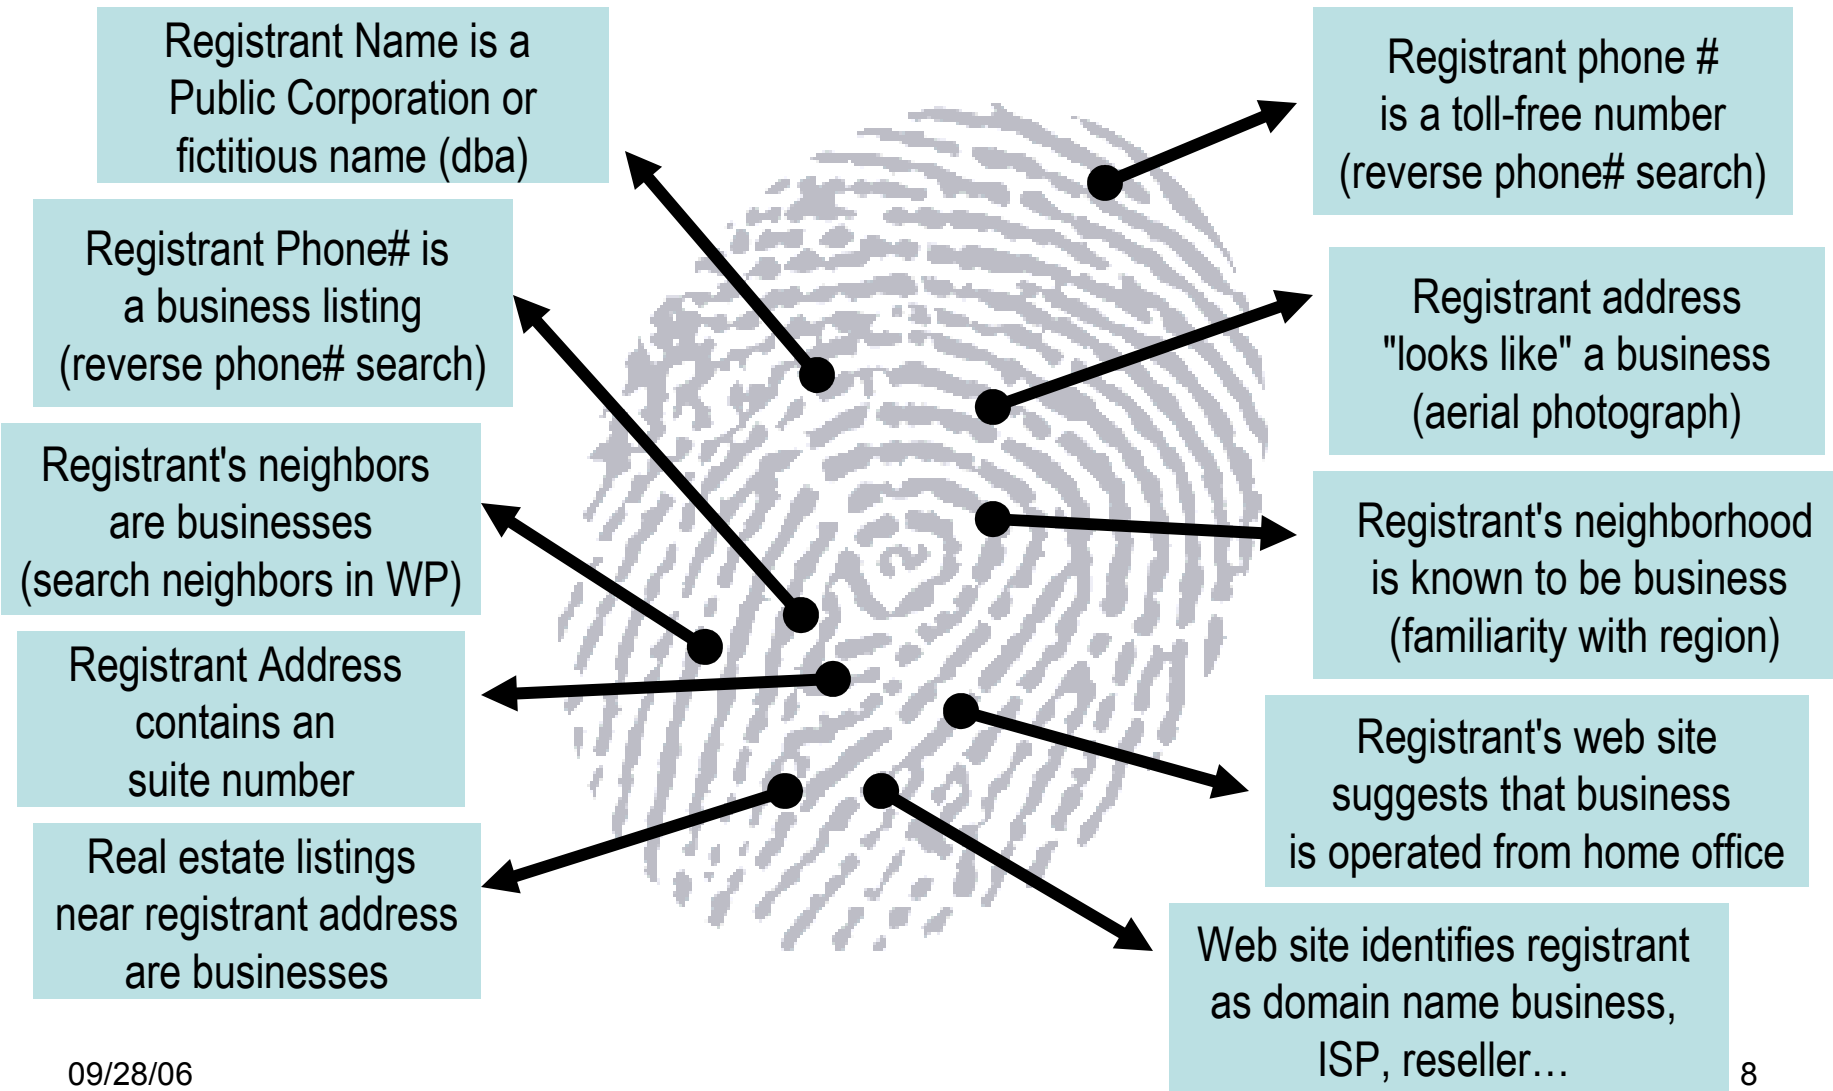 Registrant Name is a
Public Corporation or
fictitious name (dba)
Registrant Phone# is
a business listing
(reverse phone# search)
Registrant's neighbors
are businesses
(search neighbors in WP)
Registrant Address
contains an
suite number
Real estate listings
near registrant address
are businesses
Registrant phone #
is a toll-free number
(reverse phone# search)
Registrant address
"looks like" a business
(aerial photograph)
Registrant's neighborhood
is known to be business
(familiarity with region)
Registrant's web site
suggests that business
is operated from home office
Web site identifies registrant
as domain name business,
ISP, reseller…
09/28/06
8